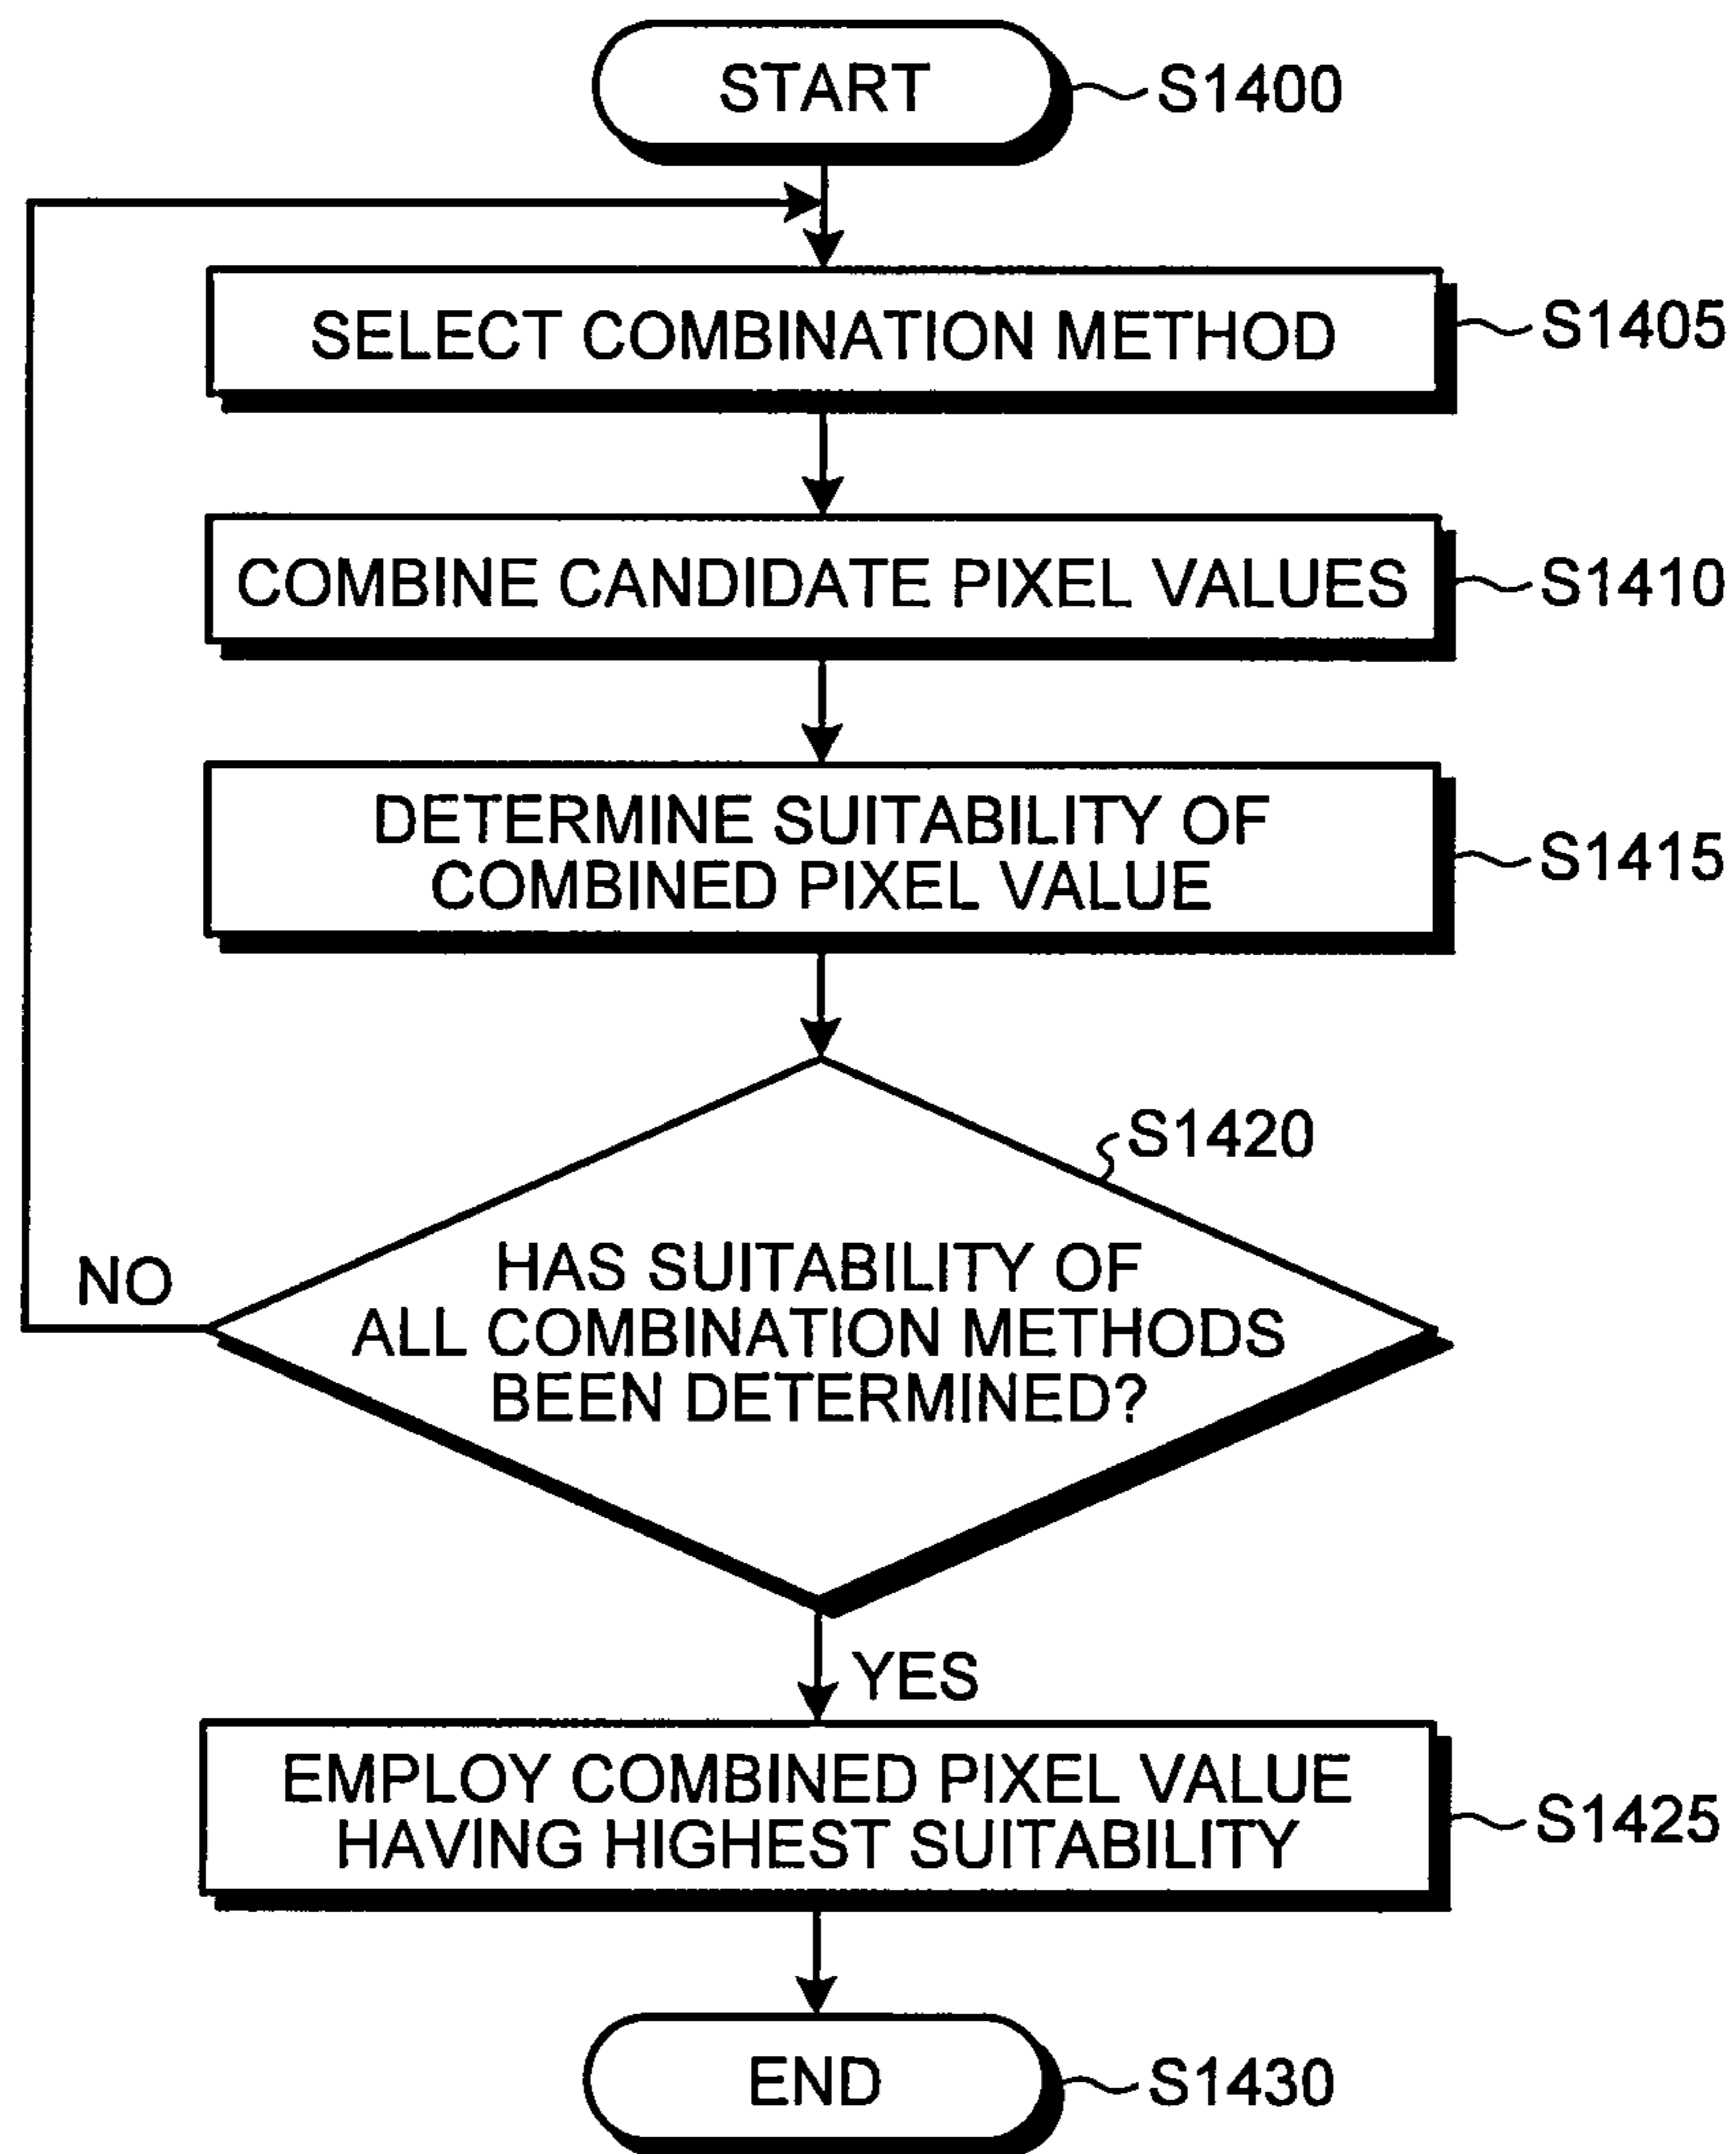 START
S1400
SELECT COMBINATION METHOD
S1405
COMBINE CANDIDATE PIXEL VALUES
S1410
DETERMINE SUITABILITY OF
COMBINED PIXEL VALUE
S1415
S1420
HAS SUITABILITY OF
ALL COMBINATION METHODS
BEEN DETERMINED?
NO
YES
EMPLOY COMBINED PIXEL VALUE
HAVING HIGHEST SUITABILITY
S1425
END
S1430